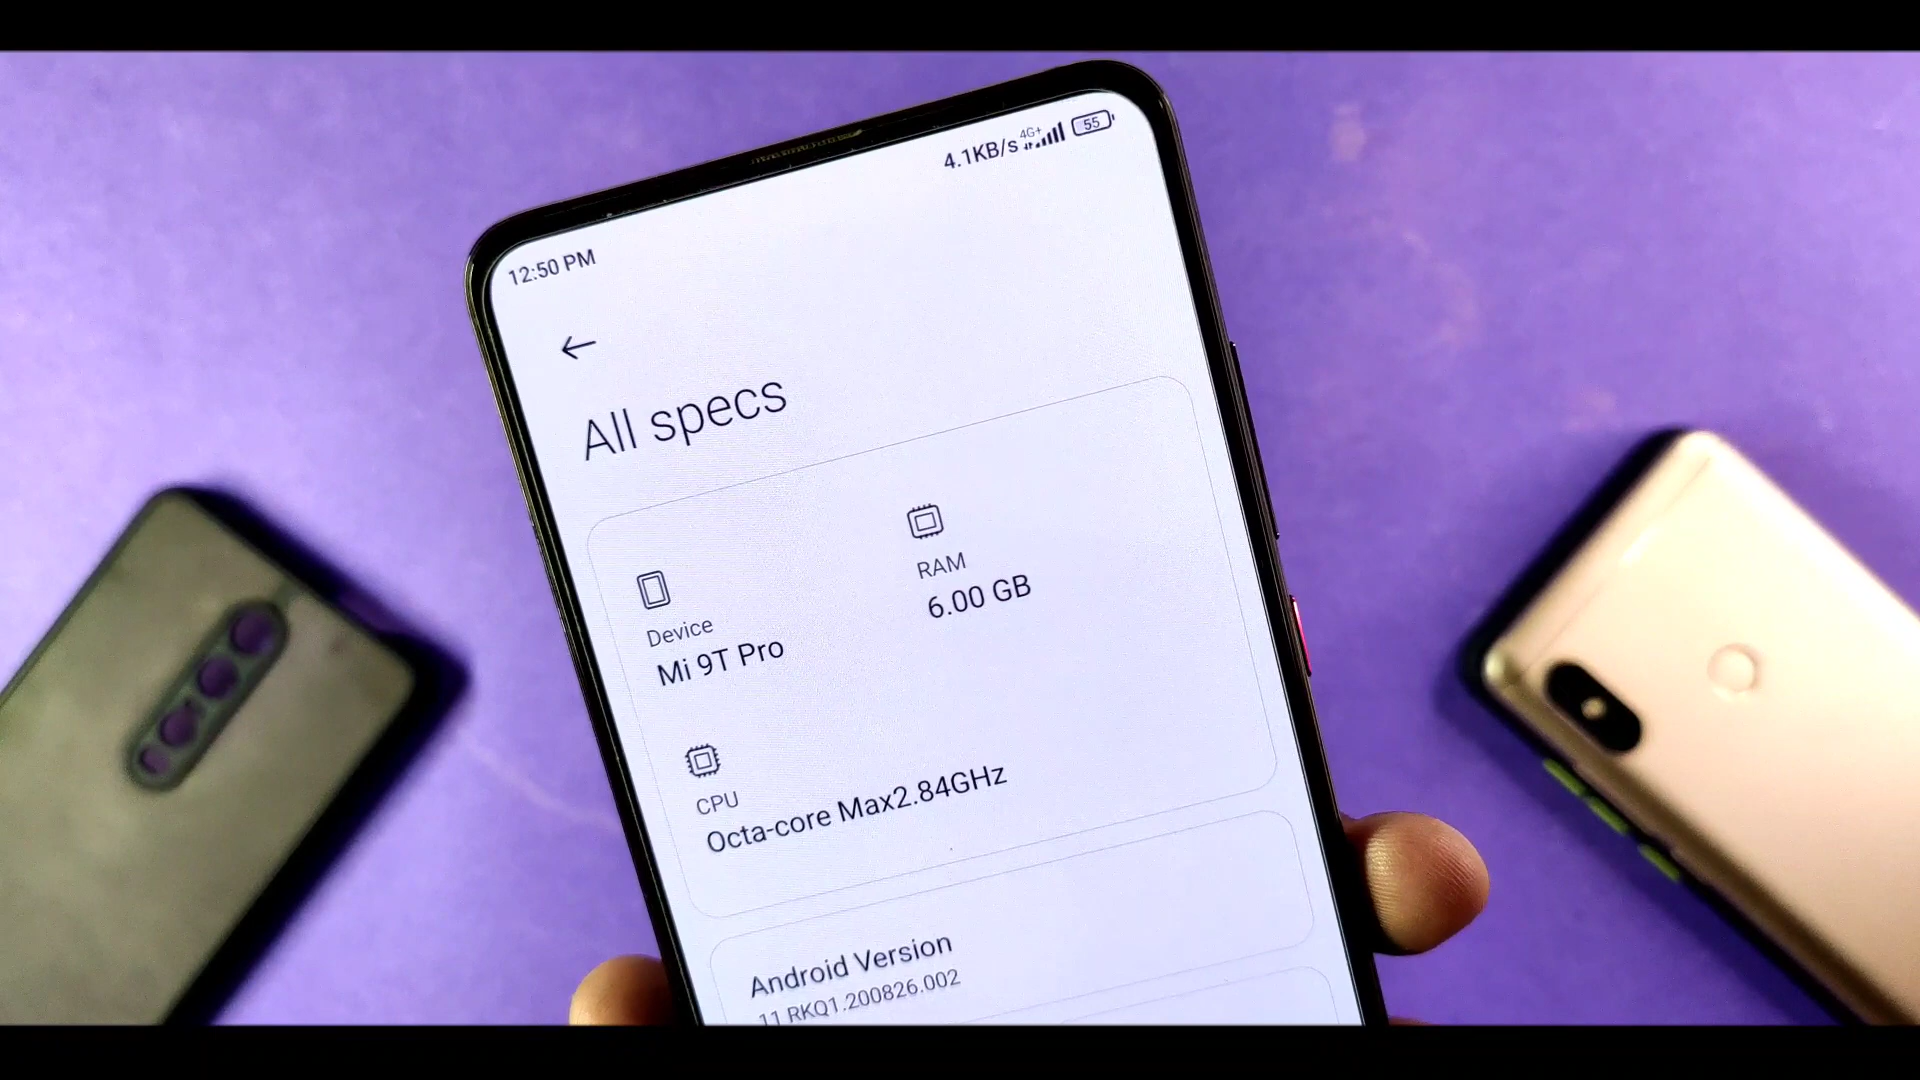 4.1KB/s 4G+ 55
12:50 PM
All specs
Device
Mi 9T Pro
RAM
6.00 GB
CPU
Octa-core Max2.84GHz
Android Version
11 RKQ1.200826.002